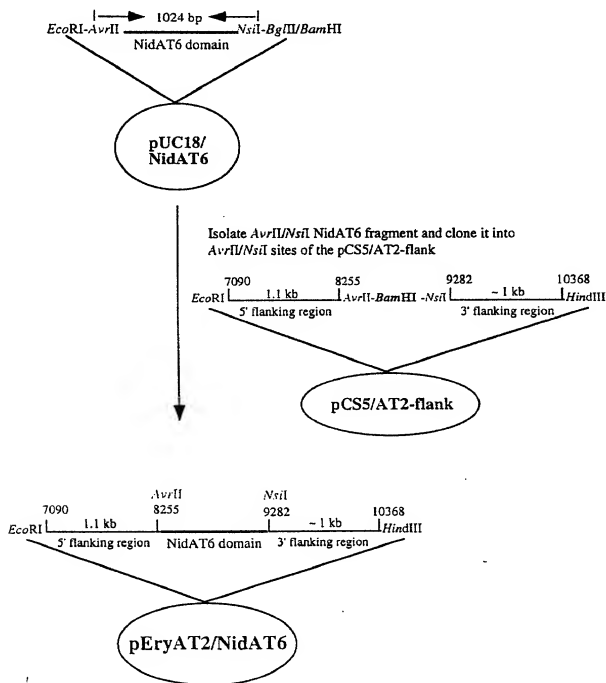 1024 bp
EcoRI-AvrII NsiI-BglII/BamHI
NidAT6 domain
pUC18/
NidAT6
Isolate AvrII/NsiI NidAT6 fragment and clone it into
AvrII/NsiI sites of the pCS5/AT2-flank
7090 8255 9282 10368
EcoRI 1.1 kb AvrII-BamHI -NsiI ~ 1 kb HindIII
5' flanking region 3' flanking region
pCS5/AT2-flank
AvrII NsiI
7090 8255 9282 10368
EcoRI 1.1 kb ~ 1 kb HindIII
5' flanking region NidAT6 domain 3' flanking region
pEryAT2/NidAT6